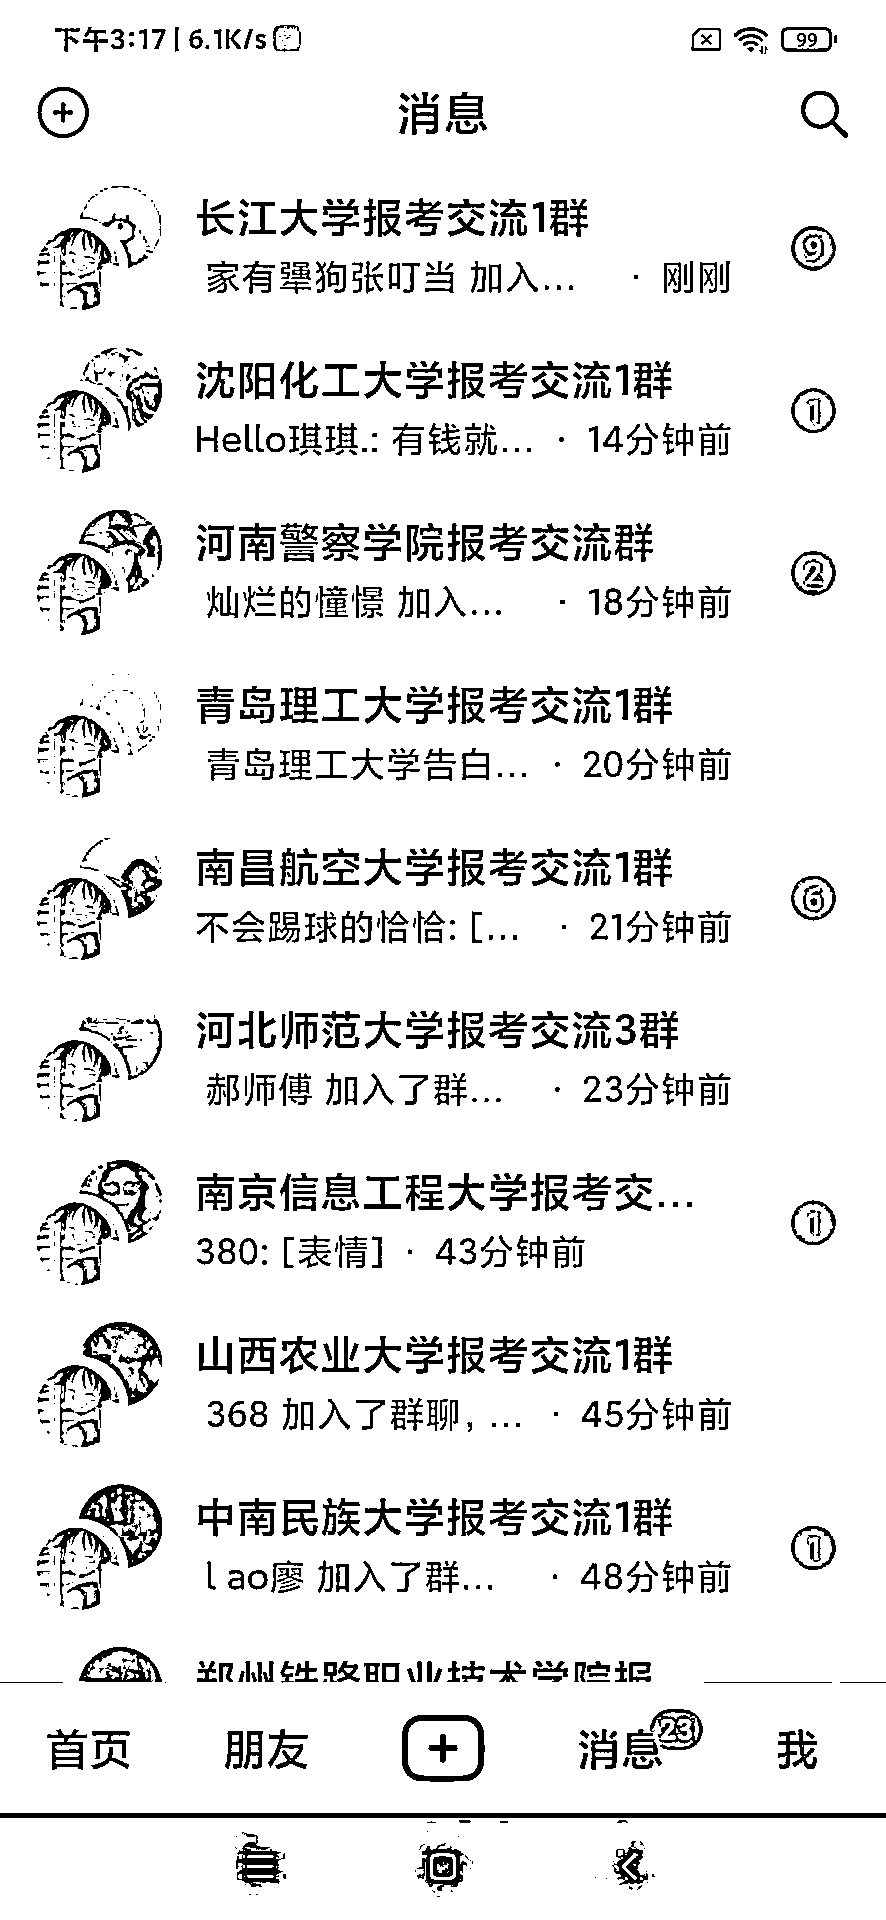 下午3:17 | 6.1K/s
99
消息
长江大学报考交流1群
9
家有犟狗张叮当 加入... · 刚刚
沈阳化工大学报考交流1群
1
Hello琪琪.: 有钱就... · 14分钟前
河南警察学院报考交流群
2
灿烂的憧憬 加入... · 18分钟前
青岛理工大学报考交流1群
青岛理工大学告白... · 20分钟前
南昌航空大学报考交流1群
6
不会踢球的恰恰: [... · 21分钟前
河北师范大学报考交流3群
郝师傅 加入了群... · 23分钟前
南京信息工程大学报考交...
1
380: [表情] · 43分钟前
山西农业大学报考交流1群
368 加入了群聊, ... · 45分钟前
中南民族大学报考交流1群
1
l ao廖 加入了群... · 48分钟前
郑州铁路职业技术学院报
首页 朋友 消息 23 我